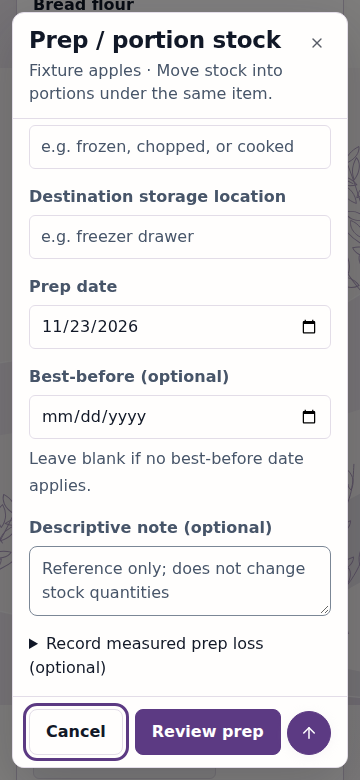 Bread flour
Prep / portion stock
×
Fixture apples · Move stock into
portions under the same item.
e.g. frozen, chopped, or cooked
Destination storage location
e.g. freezer drawer
Prep date
11/23/2026
Best-before (optional)
mm/dd/yyyy
Leave blank if no best-before date
applies.
Descriptive note (optional)
Reference only; does not change
stock quantities
Record measured prep loss
(optional)
Cancel
Review prep